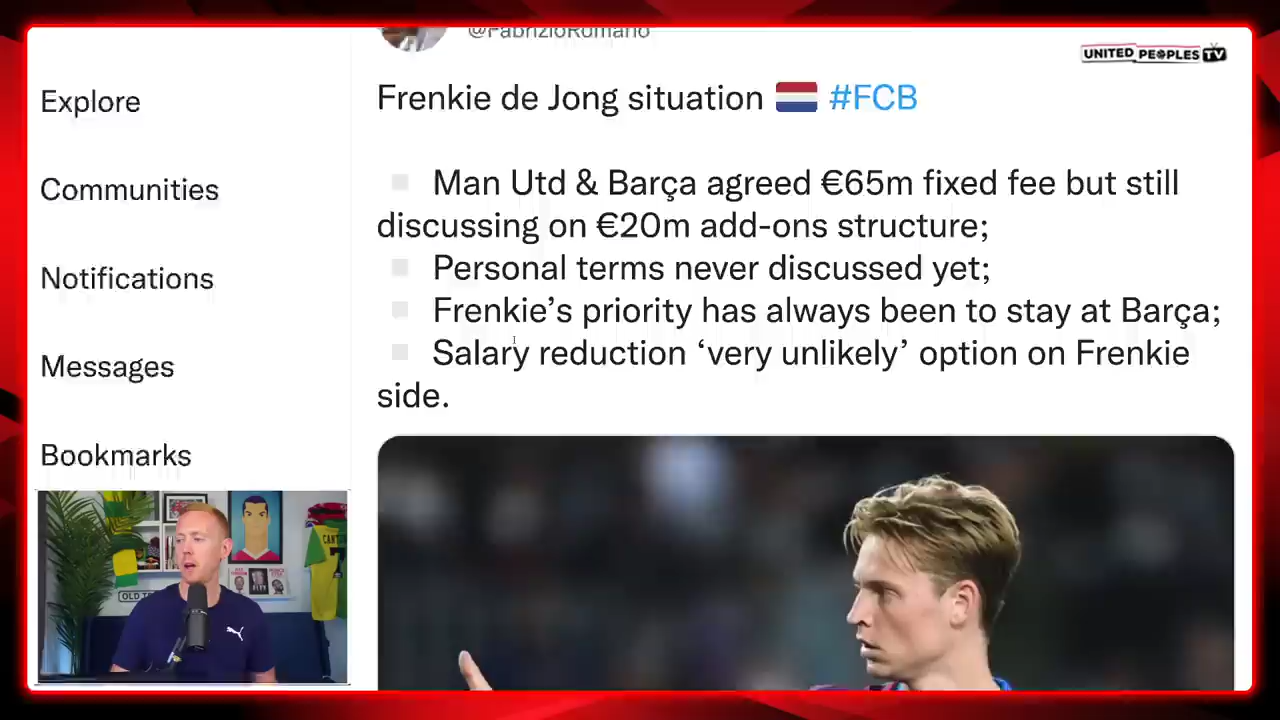 @FabrizioRomano
UNITED PEOPLES TV
Explore
Frenkie de Jong situation #FCB
Communities
Man Utd & Barça agreed €65m fixed fee but still
discussing on €20m add-ons structure;
Notifications
Personal terms never discussed yet;
Frenkie’s priority has always been to stay at Barça;
Messages
Salary reduction ‘very unlikely’ option on Frenkie
side.
Bookmarks